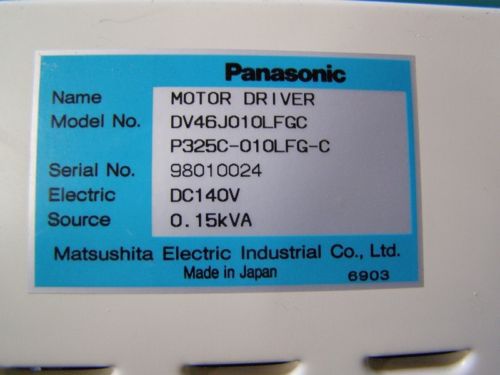 Panasonic
Name MOTOR DRIVER
Model No. DV46J010LFGC
P325C-010LFG-C
Serial No. 98010024
Electric DC140V
Source 0.15kVA
Matsushita Electric Industrial Co., Ltd.
Made in Japan 6903